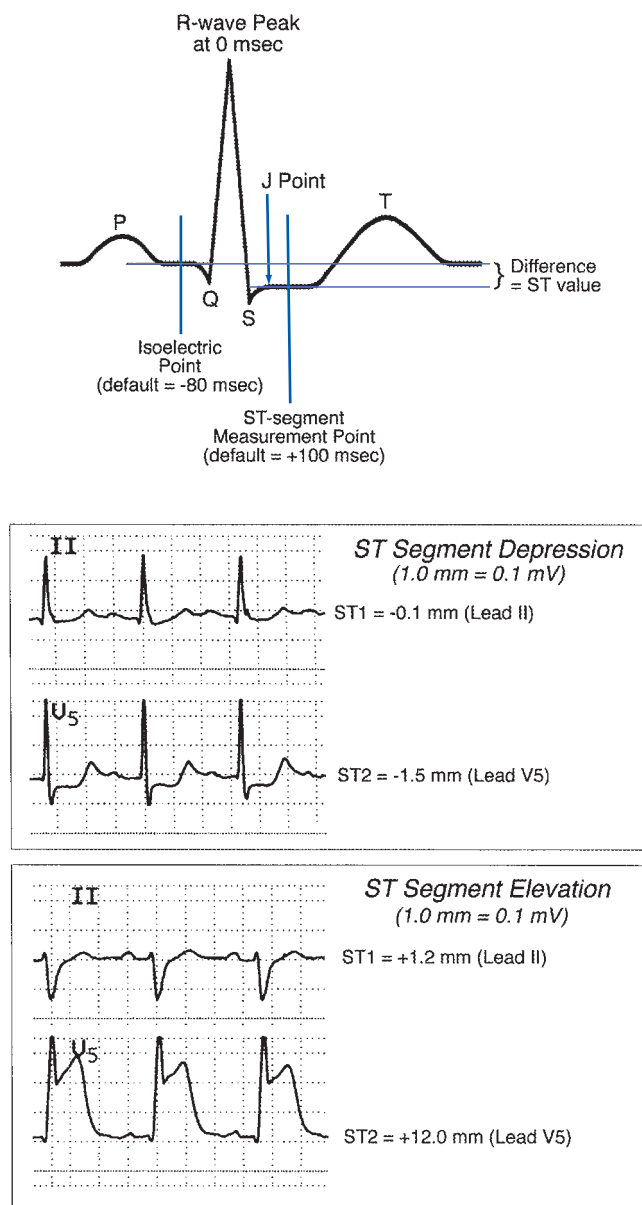 R-wave Peak
at 0 msec
J Point
P
T
Difference
= ST value
Q
S
Isoelectric
Point
(default = -80 msec)
ST-segment
Measurement Point
(default = +100 msec)
II
ST Segment Depression
(1.0 mm = 0.1 mV)
ST1 = -0.1 mm (Lead II)
V5
ST2 = -1.5 mm (Lead V5)
II
ST Segment Elevation
(1.0 mm = 0.1 mV)
ST1 = +1.2 mm (Lead II)
V5
ST2 = +12.0 mm (Lead V5)